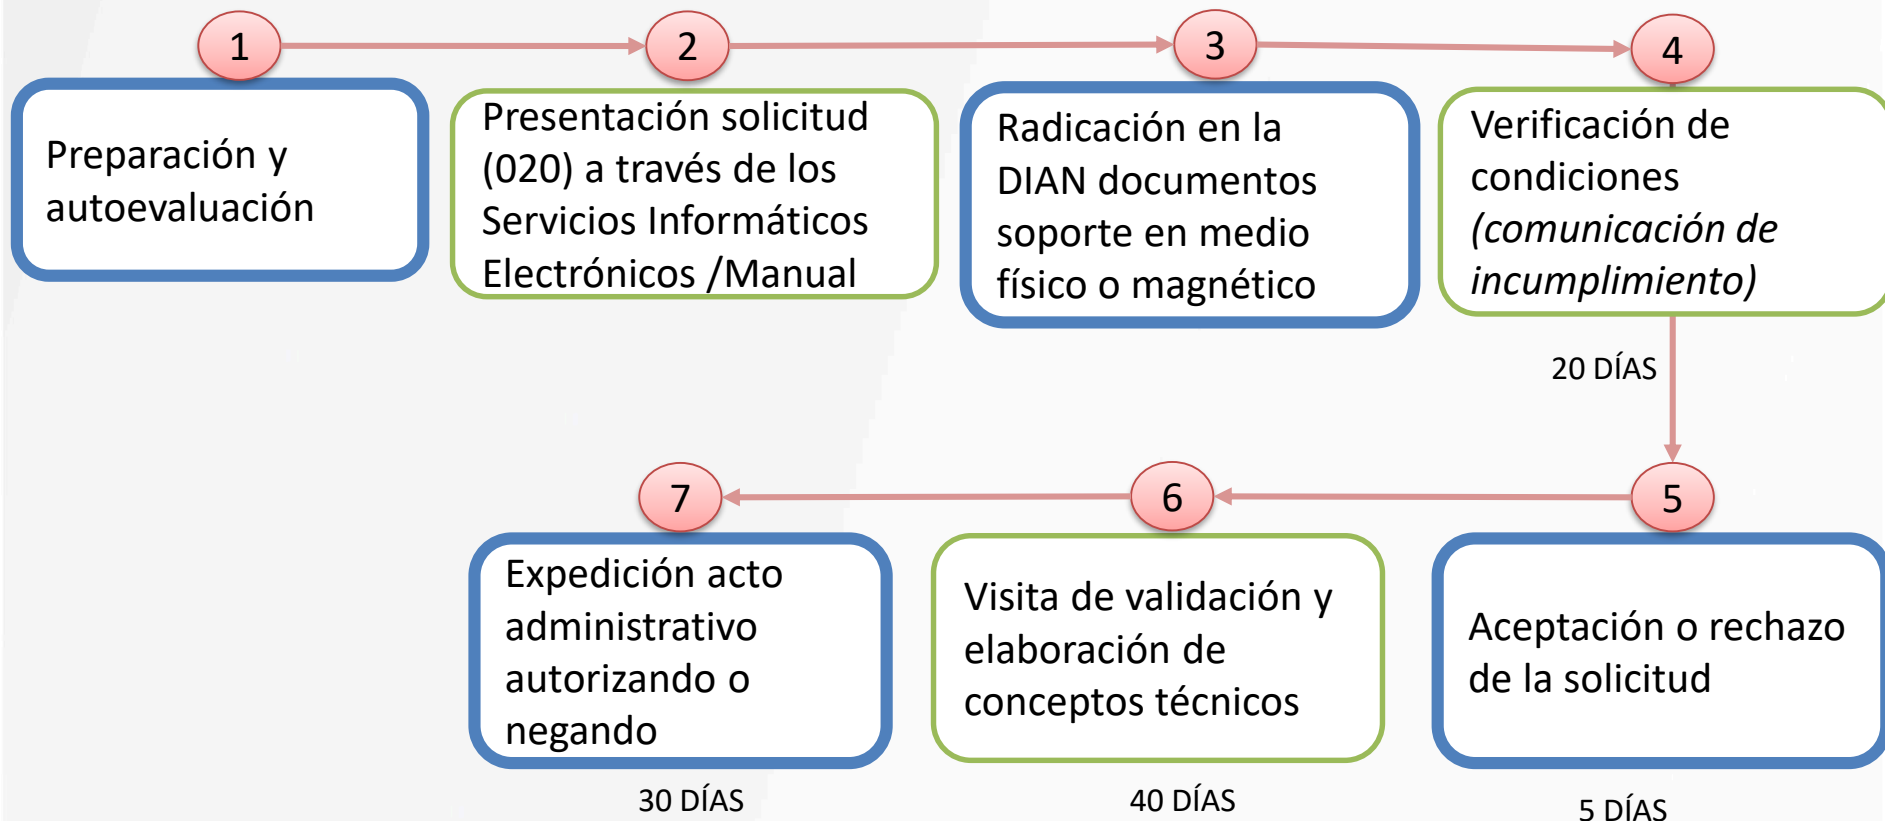 1
Preparación y
autoevaluación
2
Presentación solicitud
(020) a través de los
Servicios Informáticos
Electrónicos /Manual
3
Radicación en la
DIAN documentos
soporte en medio
físico o magnético
4
Verificación de
condiciones
(comunicación de
incumplimiento)
20 DÍAS
5
Aceptación o rechazo
de la solicitud
5 DÍAS
6
Visita de validación y
elaboración de
conceptos técnicos
40 DÍAS
7
Expedición acto
administrativo
autorizando o
negando
30 DÍAS